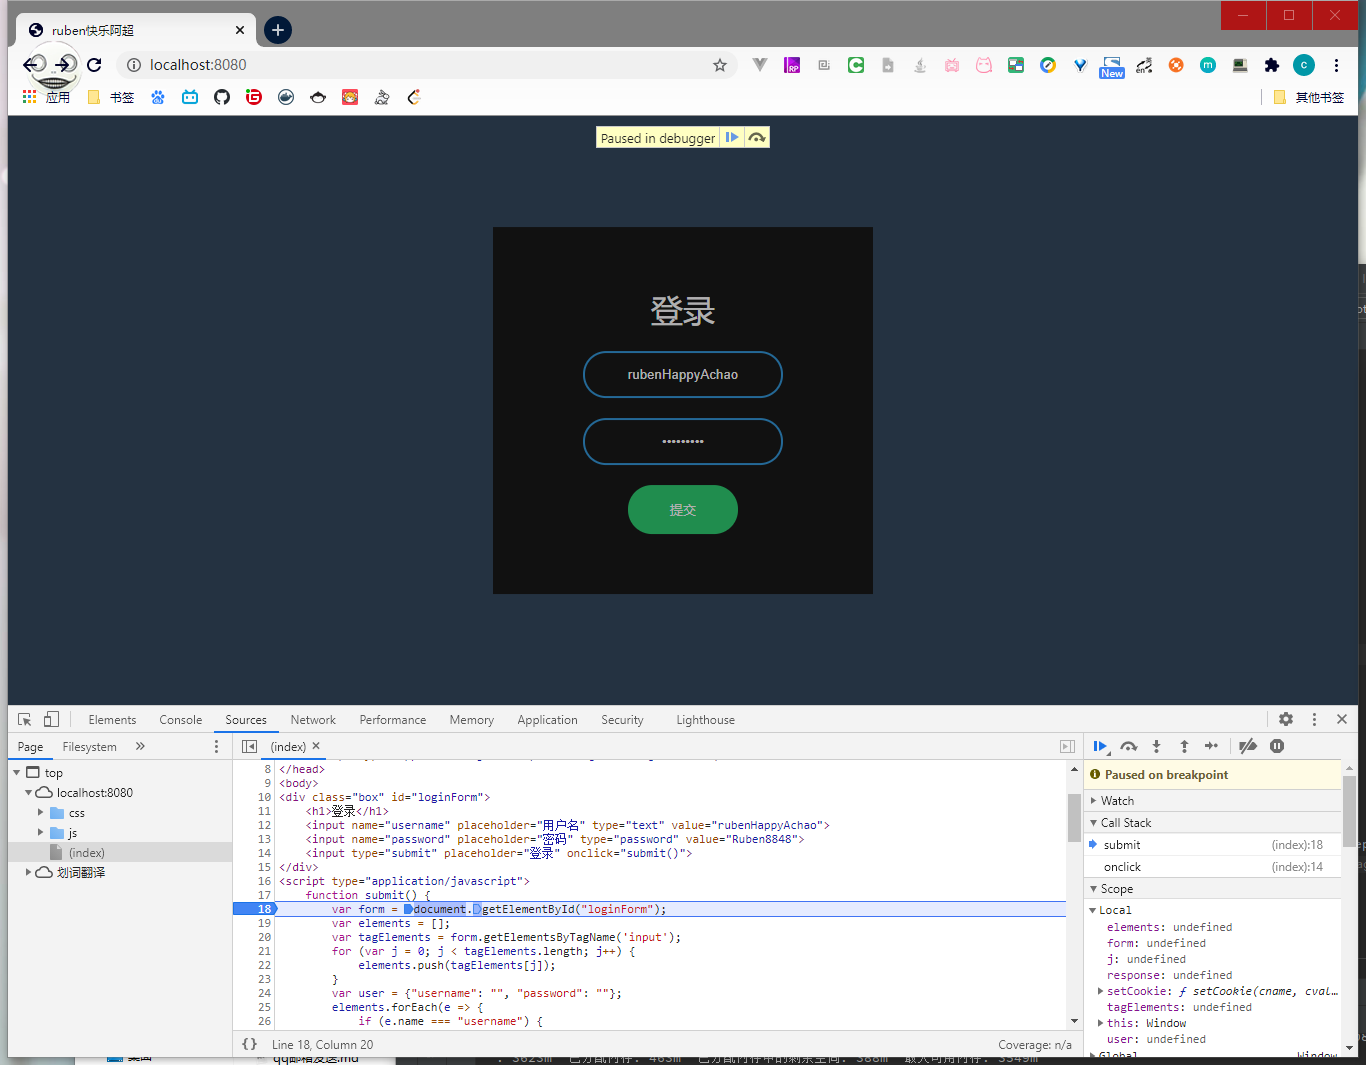 ruben快乐阿超
localhost:8080
New
en
RP
C
m
c
应用
书签
其他书签
Paused in debugger
登录
rubenHappyAchao
•••••••••
提交
Elements Console Sources Network Performance Memory Application Security Lighthouse
Page Filesystem » (index)
top
localhost:8080
css
js
(index)
划词翻译
8 </head>
9 <body>
10 <div class="box" id="loginForm">
11 <h1>登录</h1>
12 <input name="username" placeholder="用户名" type="text" value="rubenHappyAchao">
13 <input name="password" placeholder="密码" type="password" value="Ruben8848">
14 <input type="submit" placeholder="登录" onclick="submit()">
15 </div>
16 <script type="application/javascript">
17 function submit() {
18 var form = document.getElementById("loginForm");
19 var elements = [];
20 var tagElements = form.getElementsByTagName('input');
21 for (var j = 0; j < tagElements.length; j++) {
22 elements.push(tagElements[j]);
23 }
24 var user = {"username": "", "password": ""};
25 elements.forEach(e => {
26 if (e.name === "username") {
{ } Line 18, Column 20
Coverage: n/a
Paused on breakpoint
Watch
Call Stack
submit (index):18
onclick (index):14
Scope
Local
elements: undefined
form: undefined
j: undefined
response: undefined
setCookie: ƒ setCookie(cname, cval…
tagElements: undefined
this: Window
user: undefined
Global Window